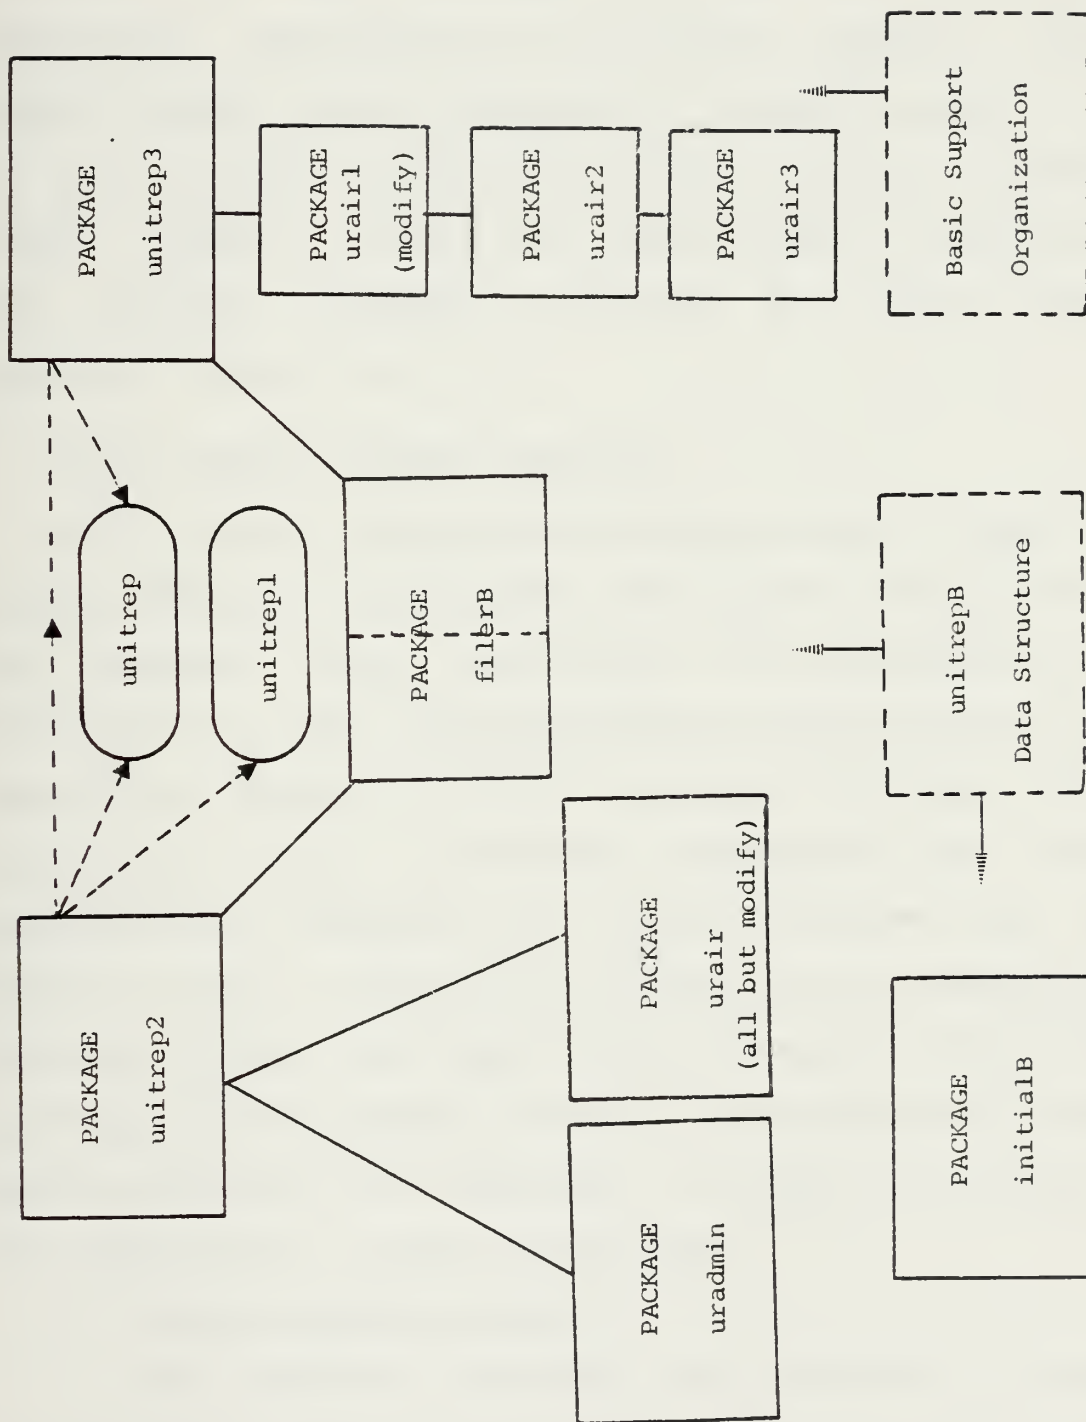 PACKAGE
unitrep2
unitrep
unitrep1
PACKAGE
unitrep3
PACKAGE
filerB
PACKAGE
urair1
(modify)
PACKAGE
urair2
PACKAGE
urair3
PACKAGE
uradmin
PACKAGE
urair
(all but modify)
PACKAGE
initialB
unitrepB
Data Structure
Basic Support
Organization